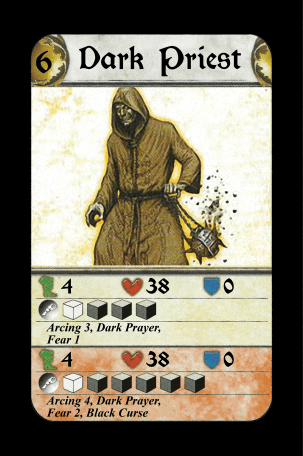 6 Dark Priest
4 38 0
Arcing 3, Dark Prayer,
Fear 1
4 38 0
Arcing 4, Dark Prayer,
Fear 2, Black Curse